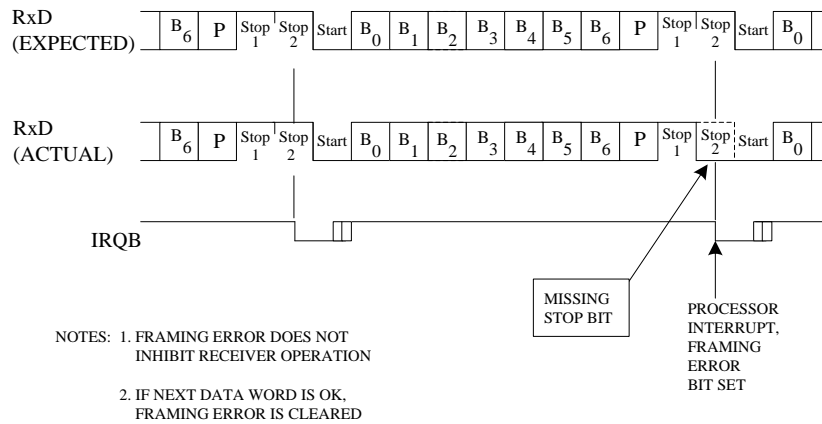 RxD
(EXPECTED)
B6 P Stop 1 Stop 2 Start B0 B1 B2 B3 B4 B5 B6 P Stop 1 Stop 2 Start B0
RxD
(ACTUAL)
B6 P Stop 1 Stop 2 Start B0 B1 B2 B3 B4 B5 B6 P Stop 1 Stop 2 Start B0
IRQB
MISSING
STOP BIT
PROCESSOR
INTERRUPT,
FRAMING
ERROR
BIT SET
NOTES: 1. FRAMING ERROR DOES NOT
INHIBIT RECEIVER OPERATION
2. IF NEXT DATA WORD IS OK,
FRAMING ERROR IS CLEARED